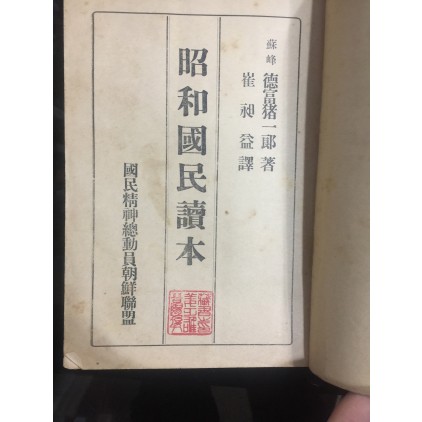 蘇峰 德富猪一郞 著
崔昶益 譯
昭和國民讀本
國民精神總動員朝鮮聯盟